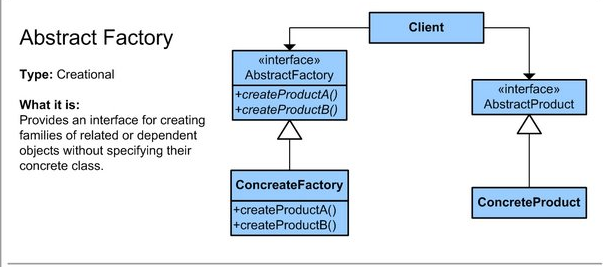 Abstract Factory
Type: Creational
What it is:
Provides an interface for creating
families of related or dependent
objects without specifying their
concrete class.
Client
«interface»
AbstractFactory
+createProductA()
+createProductB()
«interface»
AbstractProduct
ConcreateFactory
+createProductA()
+createProductB()
ConcreteProduct